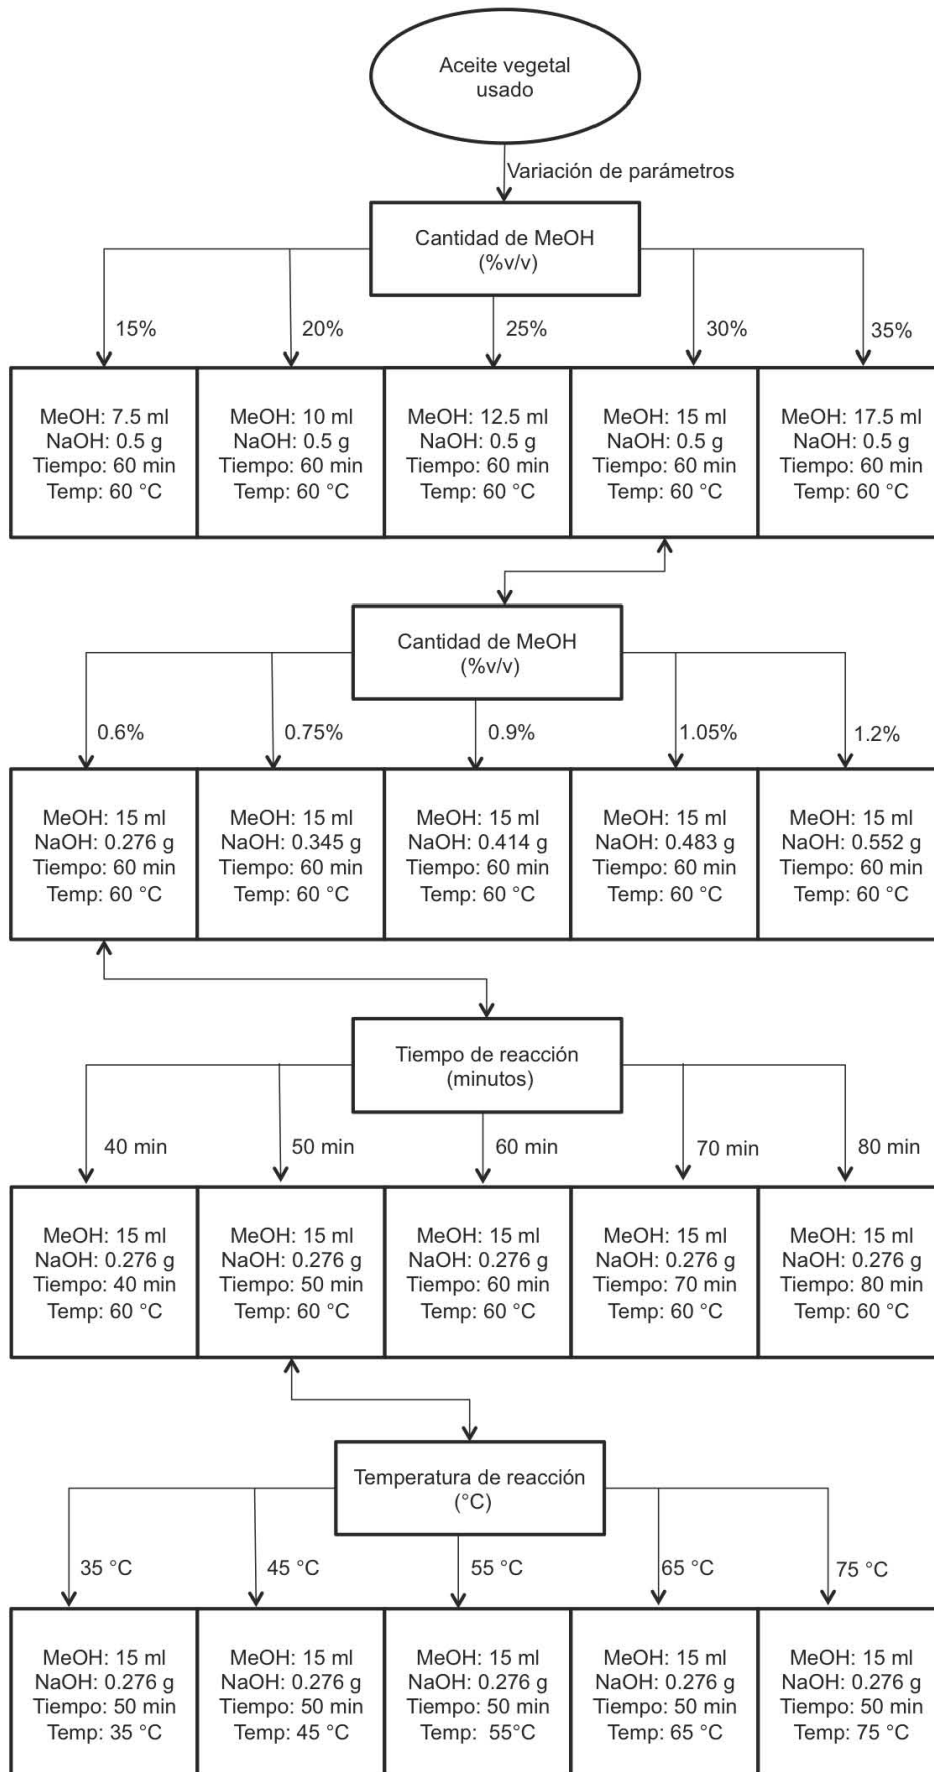 Aceite vegetal
usado
Variación de parámetros
Cantidad de MeOH
(%v/v)
15%
20%
25%
30%
35%
MeOH: 7.5 ml
NaOH: 0.5 g
Tiempo: 60 min
Temp: 60 °C
MeOH: 10 ml
NaOH: 0.5 g
Tiempo: 60 min
Temp: 60 °C
MeOH: 12.5 ml
NaOH: 0.5 g
Tiempo: 60 min
Temp: 60 °C
MeOH: 15 ml
NaOH: 0.5 g
Tiempo: 60 min
Temp: 60 °C
MeOH: 17.5 ml
NaOH: 0.5 g
Tiempo: 60 min
Temp: 60 °C
Cantidad de MeOH
(%v/v)
0.6%
0.75%
0.9%
1.05%
1.2%
MeOH: 15 ml
NaOH: 0.276 g
Tiempo: 60 min
Temp: 60 °C
MeOH: 15 ml
NaOH: 0.345 g
Tiempo: 60 min
Temp: 60 °C
MeOH: 15 ml
NaOH: 0.414 g
Tiempo: 60 min
Temp: 60 °C
MeOH: 15 ml
NaOH: 0.483 g
Tiempo: 60 min
Temp: 60 °C
MeOH: 15 ml
NaOH: 0.552 g
Tiempo: 60 min
Temp: 60 °C
Tiempo de reacción
(minutos)
40 min
50 min
60 min
70 min
80 min
MeOH: 15 ml
NaOH: 0.276 g
Tiempo: 40 min
Temp: 60 °C
MeOH: 15 ml
NaOH: 0.276 g
Tiempo: 50 min
Temp: 60 °C
MeOH: 15 ml
NaOH: 0.276 g
Tiempo: 60 min
Temp: 60 °C
MeOH: 15 ml
NaOH: 0.276 g
Tiempo: 70 min
Temp: 60 °C
MeOH: 15 ml
NaOH: 0.276 g
Tiempo: 80 min
Temp: 60 °C
Temperatura de reacción
(°C)
35 °C
45 °C
55 °C
65 °C
75 °C
MeOH: 15 ml
NaOH: 0.276 g
Tiempo: 50 min
Temp: 35 °C
MeOH: 15 ml
NaOH: 0.276 g
Tiempo: 50 min
Temp: 45 °C
MeOH: 15 ml
NaOH: 0.276 g
Tiempo: 50 min
Temp: 55°C
MeOH: 15 ml
NaOH: 0.276 g
Tiempo: 50 min
Temp: 65 °C
MeOH: 15 ml
NaOH: 0.276 g
Tiempo: 50 min
Temp: 75 °C